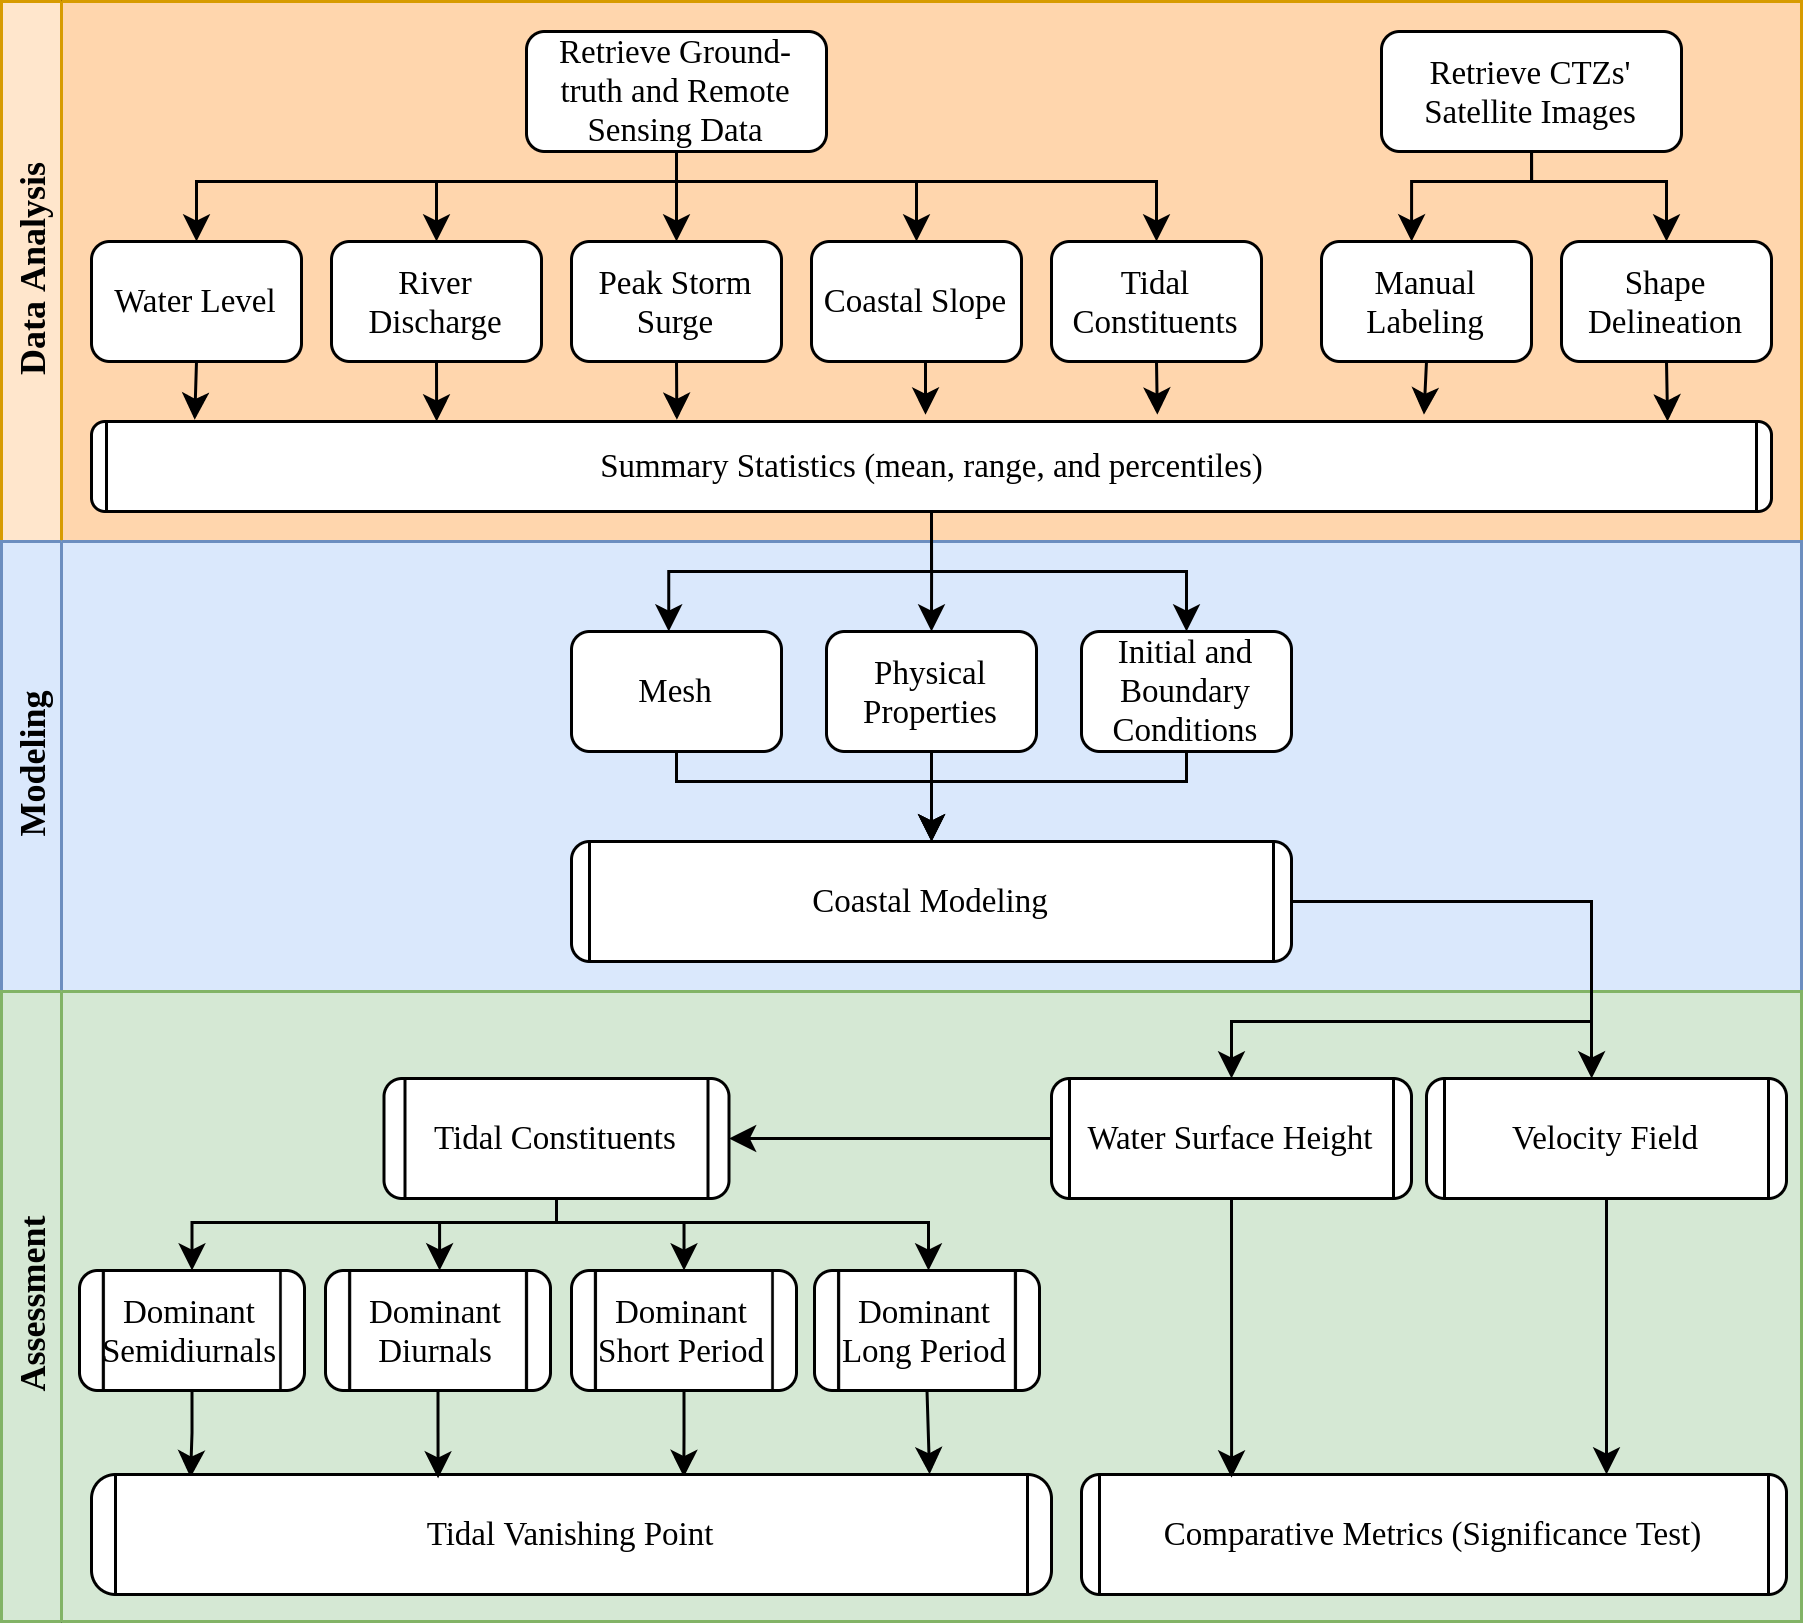 Data Analysis
Retrieve Ground-
truth and Remote
Sensing Data
Retrieve CTZs'
Satellite Images
Water Level
River
Discharge
Peak Storm
Surge
Coastal Slope
Tidal
Constituents
Manual
Labeling
Shape
Delineation
Summary Statistics (mean, range, and percentiles)
Modeling
Mesh
Physical
Properties
Initial and
Boundary
Conditions
Coastal Modeling
Assessment
Tidal Constituents
Water Surface Height
Velocity Field
Dominant
Semidiurnals
Dominant
Diurnals
Dominant
Short Period
Dominant
Long Period
Tidal Vanishing Point
Comparative Metrics (Significance Test)